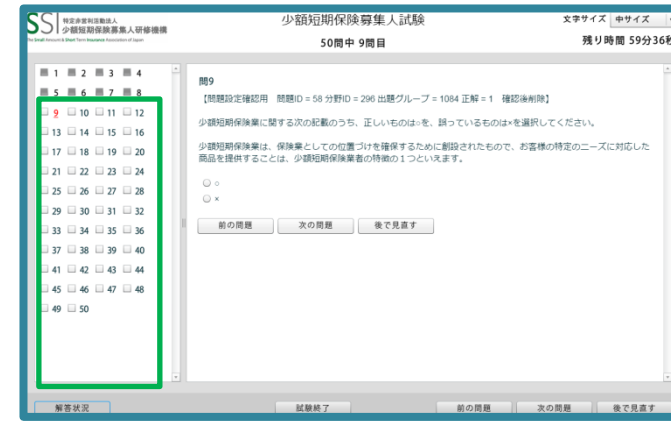 SSI 特定非営利活動法人
少額短期保険募集人研修機構
The Small Amount & Short Term Insurance Association of Japan
少額短期保険募集人試験
文字サイズ 中サイズ
50問中 9問目
残り時間 59分36秒
1 2 3 4
5 6 7 8
9 10 11 12
13 14 15 16
17 18 19 20
21 22 23 24
25 26 27 28
29 30 31 32
33 34 35 36
37 38 39 40
41 42 43 44
45 46 47 48
49 50
問9
【問題設定確認用 問題ID = 58 分野ID = 296 出題グループ = 1084 正解 = 1 確認後削除】
少額短期保険業に関する次の記載のうち、正しいものは○を、誤っているものは×を選択してください。
少額短期保険業は、保険業としての位置づけを確保するために創設されたもので、お客様の特定のニーズに対応した
商品を提供することは、少額短期保険業者の特徴の1つといえます。
○
×
前の問題 次の問題 後で見直す
解答状況 試験終了 前の問題 次の問題 後で見直す